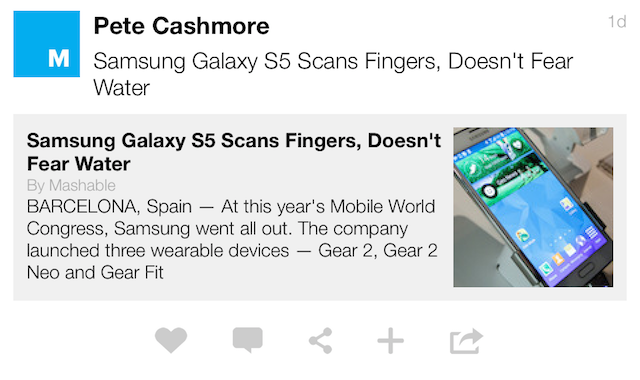 M
Pete Cashmore
1d
Samsung Galaxy S5 Scans Fingers, Doesn't Fear
Water
Samsung Galaxy S5 Scans Fingers, Doesn't
Fear Water
By Mashable
BARCELONA, Spain — At this year's Mobile World
Congress, Samsung went all out. The company
launched three wearable devices — Gear 2, Gear 2
Neo and Gear Fit